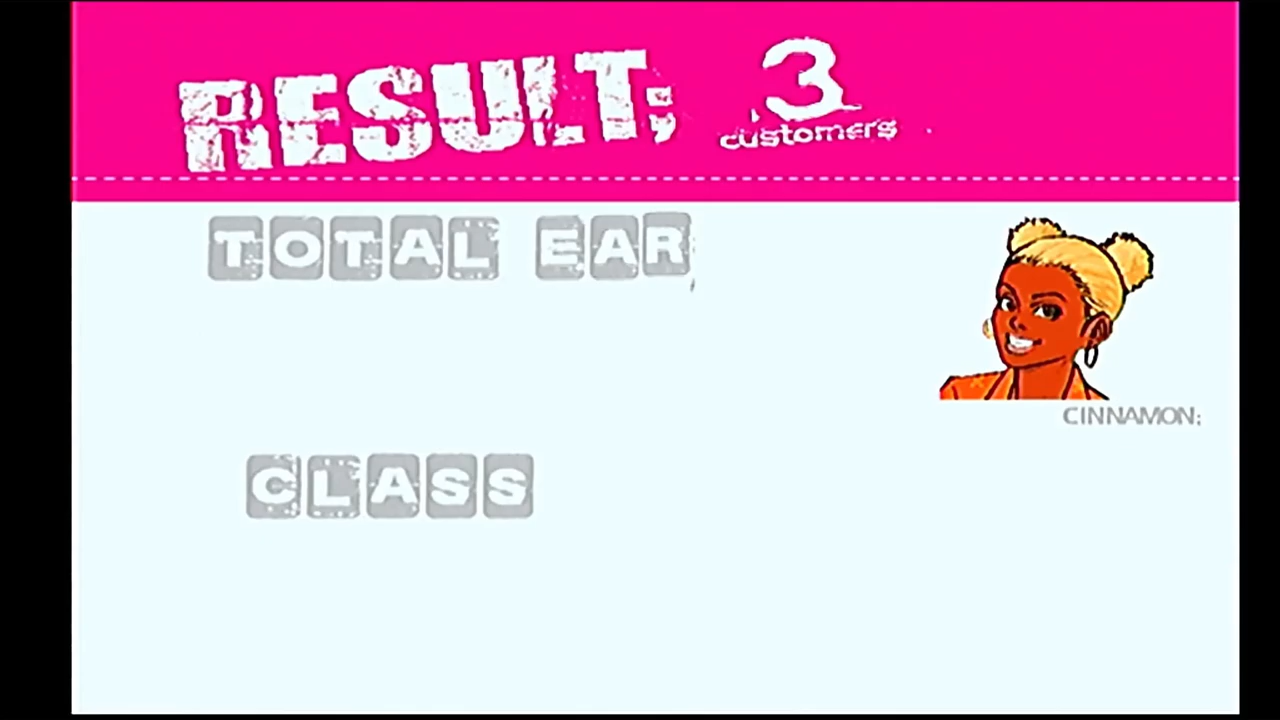 RESULT; 3
customers
TOTAL EAR
CINNAMON;
CLASS